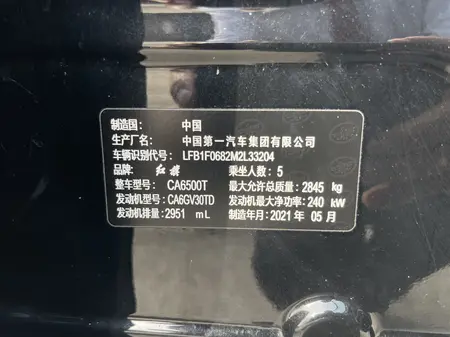 制造国： 中国
生产厂名： 中国第一汽车集团有限公司
车辆识别代号： LFB1F0682M2L33204
品牌： 红旗 乘坐人数：5
整车型号： CA6500T 最大允许总质量：2845 kg
发动机型号：CA6GV30TD 发动机最大净功率：240 kW
发动机排量：2951 mL 制造年月：2021 年 05 月